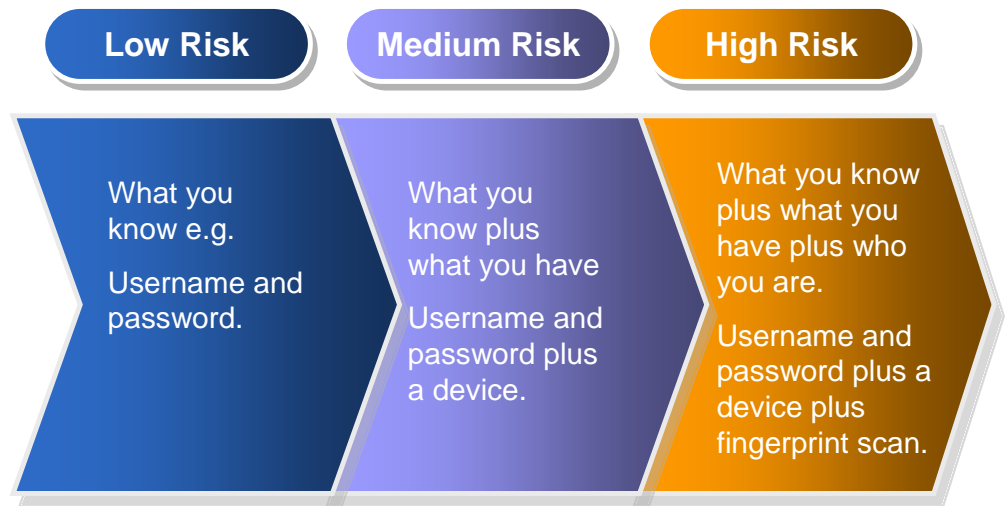 Low Risk
Medium Risk
High Risk
What you
know e.g.
Username and
password.
What you
know plus
what you have
Username and
password plus
a device.
What you know
plus what you
have plus who
you are.
Username and
password plus a
device plus
fingerprint scan.